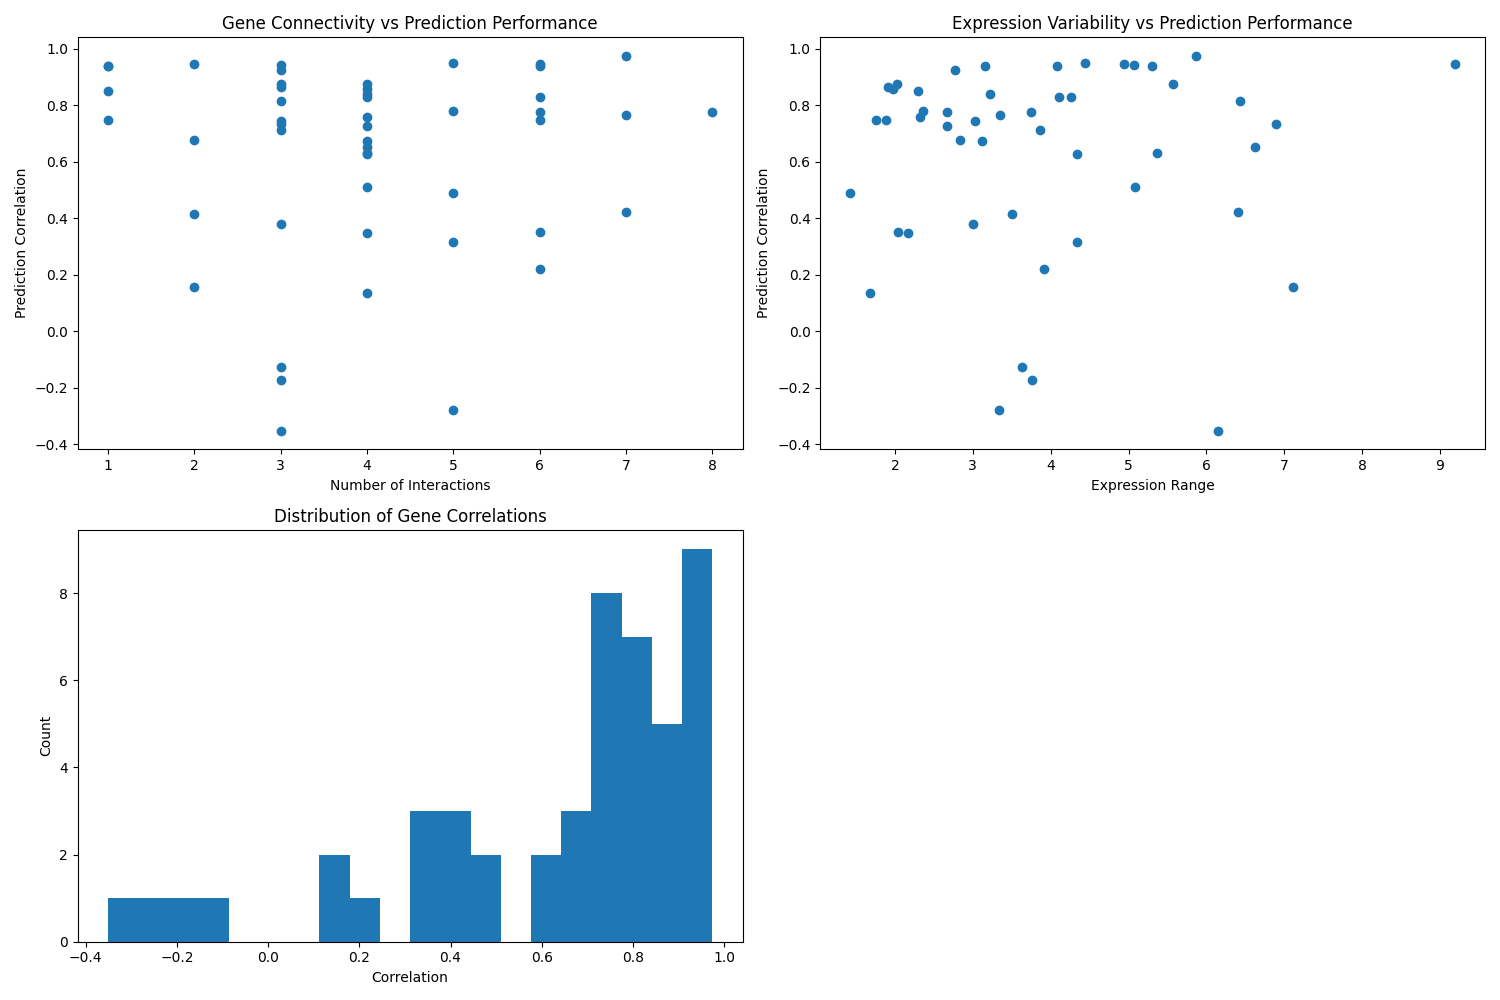 Gene Connectivity vs Prediction Performance
Prediction Correlation
1.0
0.8
0.6
0.4
0.2
0.0
−0.2
−0.4
1 2 3 4 5 6 7 8
Number of Interactions
Expression Variability vs Prediction Performance
Prediction Correlation
1.0
0.8
0.6
0.4
0.2
0.0
−0.2
−0.4
2 3 4 5 6 7 8 9
Expression Range
Distribution of Gene Correlations
Count
8
6
4
2
0
−0.4 −0.2 0.0 0.2 0.4 0.6 0.8 1.0
Correlation